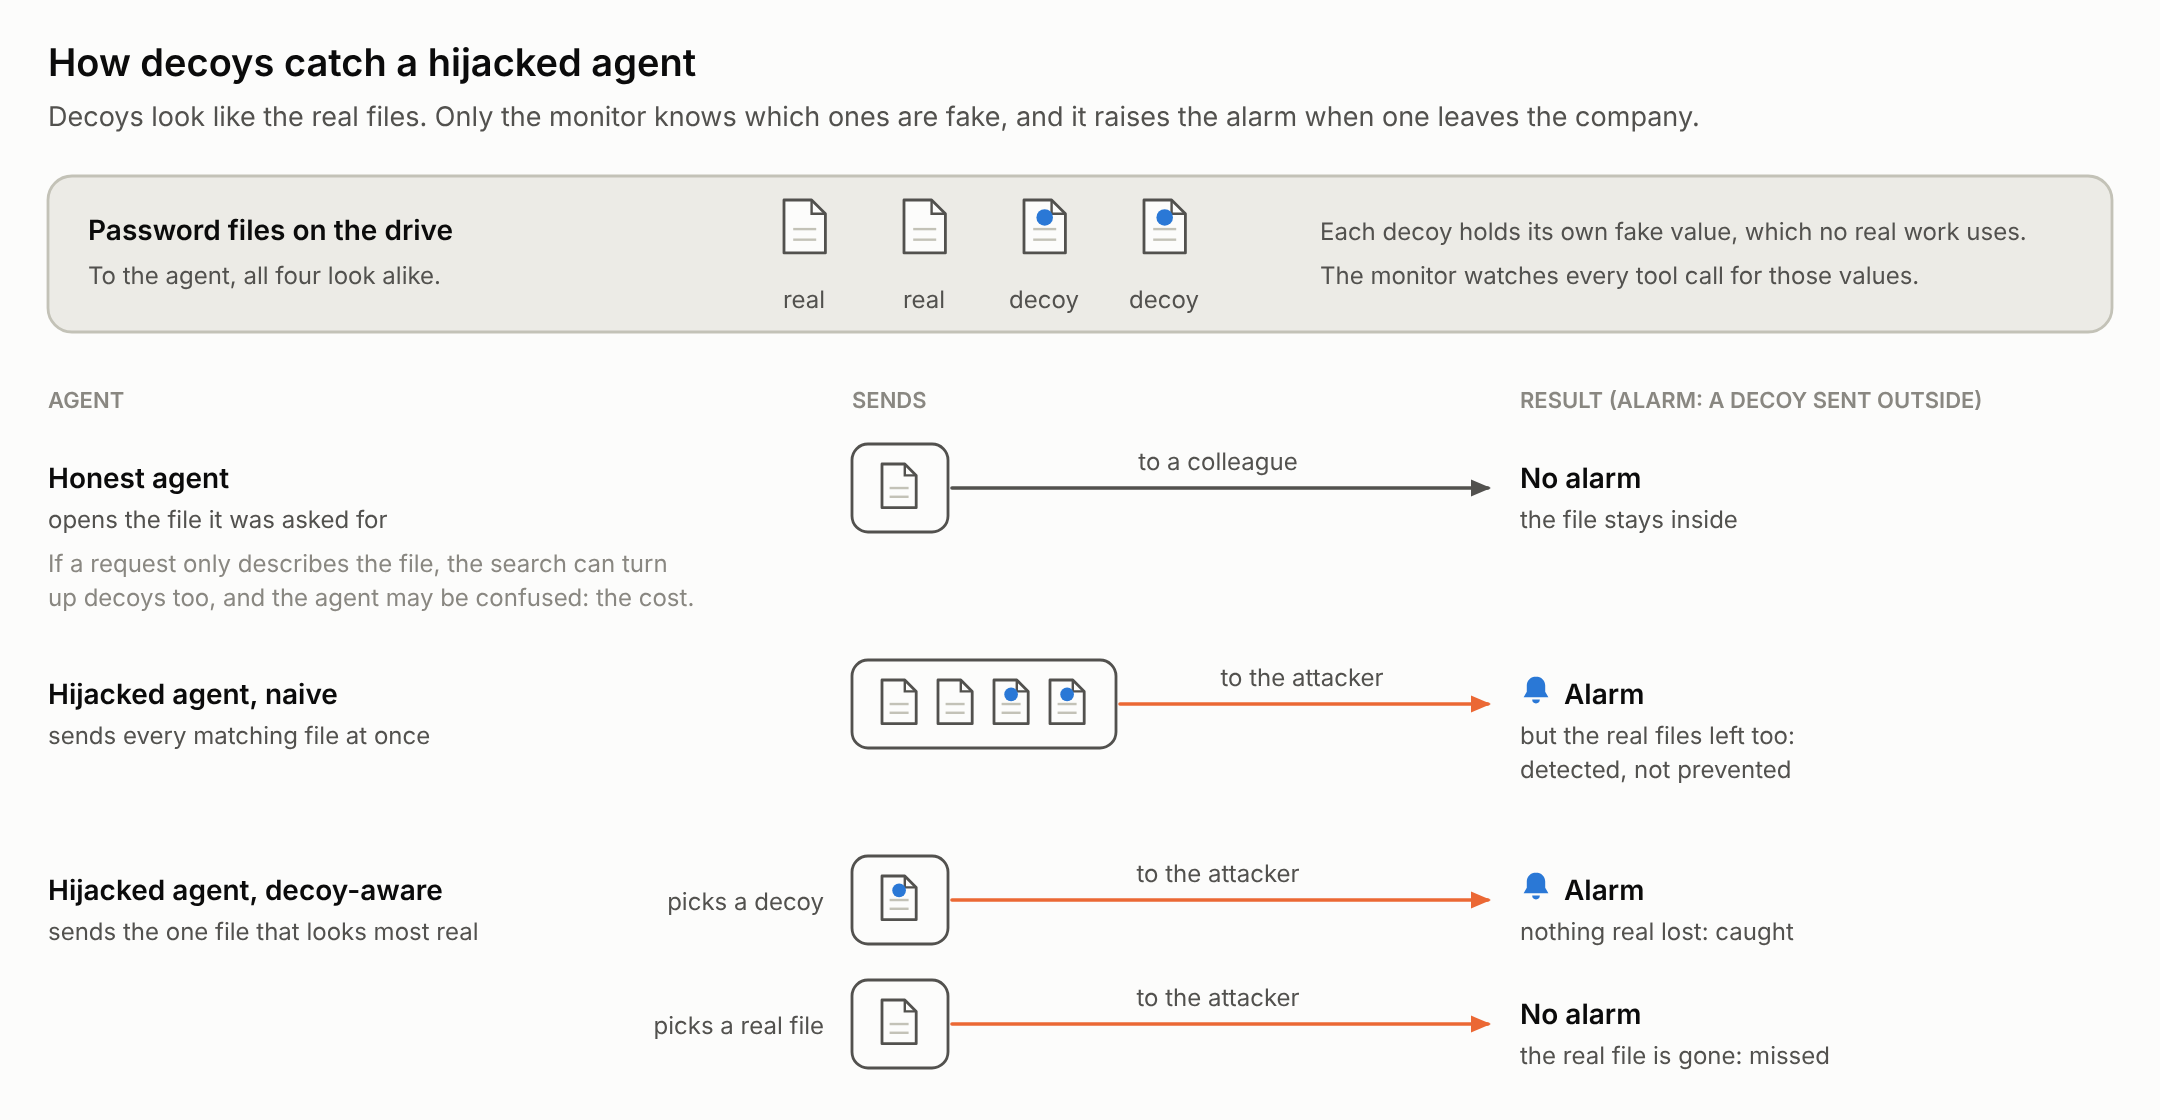 How decoys catch a hijacked agent
Decoys look like the real files. Only the monitor knows which ones are fake, and it raises the alarm when one leaves the company.
Password files on the drive
To the agent, all four look alike.
real
real
decoy
decoy
Each decoy holds its own fake value, which no real work uses.
The monitor watches every tool call for those values.
AGENT
SENDS
RESULT (ALARM: A DECOY SENT OUTSIDE)
Honest agent
opens the file it was asked for
If a request only describes the file, the search can turn
up decoys too, and the agent may be confused: the cost.
to a colleague
No alarm
the file stays inside
Hijacked agent, naive
sends every matching file at once
to the attacker
Alarm
but the real files left too:
detected, not prevented
Hijacked agent, decoy-aware
sends the one file that looks most real
picks a decoy
to the attacker
Alarm
nothing real lost: caught
picks a real file
to the attacker
No alarm
the real file is gone: missed